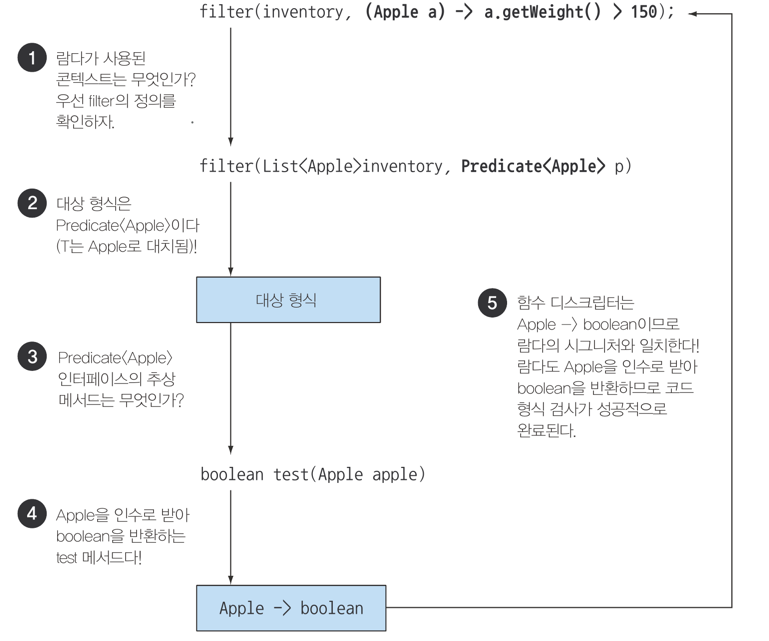 filter(inventory, (Apple a) -> a.getWeight() > 150);
1 람다가 사용된
콘텍스트는 무엇인가?
우선 filter의 정의를
확인하자.
filter(List<Apple>inventory, Predicate<Apple> p)
2 대상 형식은
Predicate<Apple>이다
(T는 Apple로 대치됨)!
대상 형식
3 Predicate<Apple>
인터페이스의 추상
메서드는 무엇인가?
boolean test(Apple apple)
4 Apple을 인수로 받아
boolean을 반환하는
test 메서드다!
Apple -> boolean
5 함수 디스크립터는
Apple -> boolean이므로
람다의 시그니처와 일치한다!
람다도 Apple을 인수로 받아
boolean을 반환하므로 코드
형식 검사가 성공적으로
완료된다.